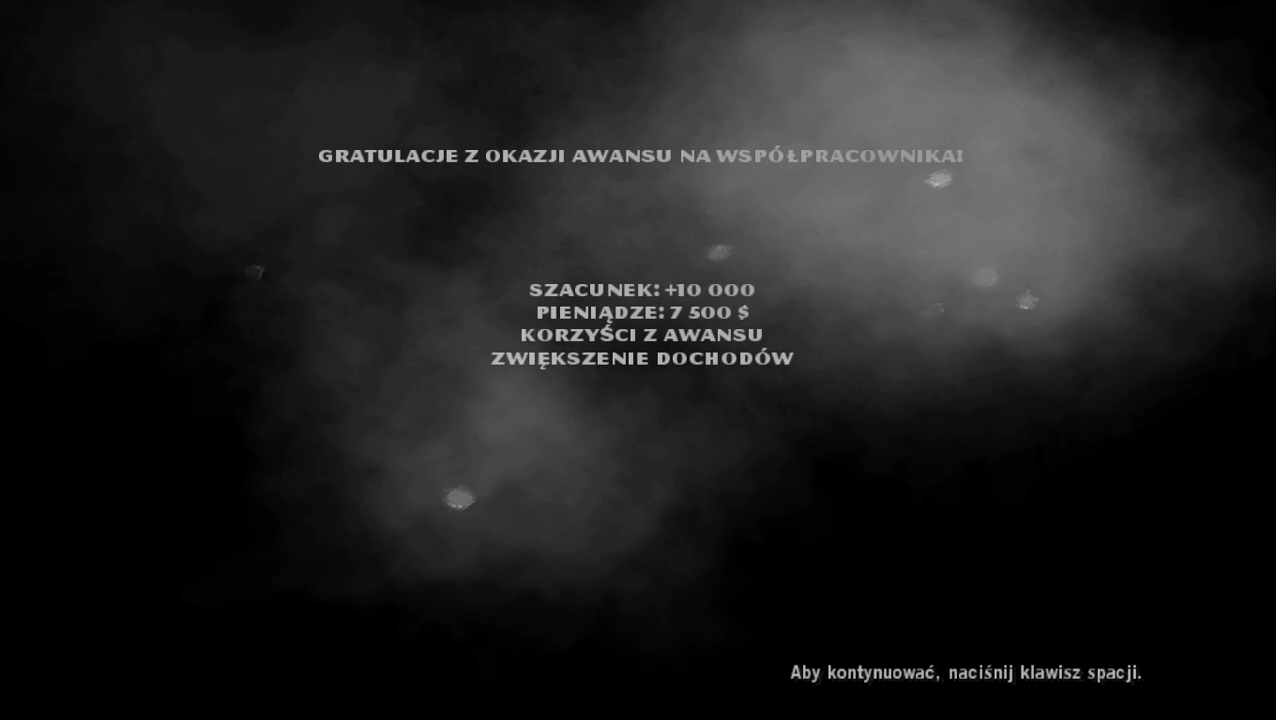 GRATULACJE Z OKAZJI AWANSU NA WSPÓŁPRACOWNIKA!
SZACUNEK: +10 000
PIENIĄDZE: 7 500 $
KORZYŚCI Z AWANSU
ZWIĘKSZENIE DOCHODÓW
Aby kontynuować, naciśnij klawisz spacji.